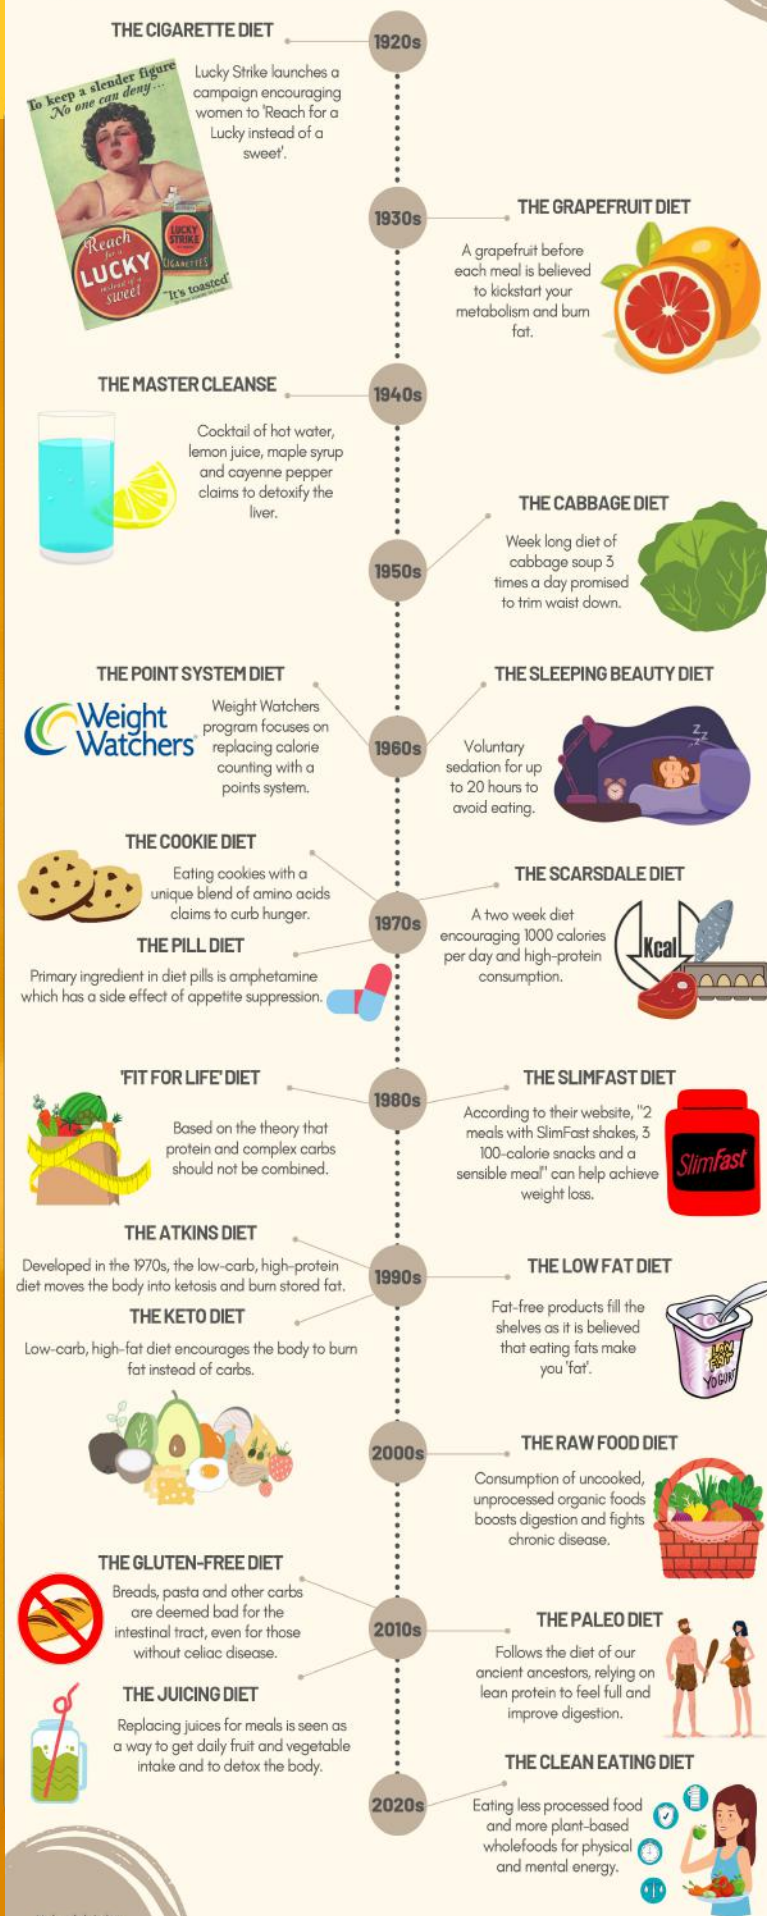 THE CIGARETTE DIET
1920s
Lucky Strike launches a
campaign encouraging
women to 'Reach for a
Lucky instead of a
sweet'.
To keep a slender figure
No one can deny...
Reach
for a
LUCKY
instead of a
sweet
LUCKY
STRIKE
CIGARETTES
"It's toasted"
1930s
THE GRAPEFRUIT DIET
A grapefruit before
each meal is believed
to kickstart your
metabolism and burn
fat.
THE MASTER CLEANSE
1940s
Cocktail of hot water,
lemon juice, maple syrup
and cayenne pepper
claims to detoxify the
liver.
THE CABBAGE DIET
1950s
Week long diet of
cabbage soup 3
times a day promised
to trim waist down.
THE POINT SYSTEM DIET
Weight
Watchers
Weight Watchers
program focuses on
replacing calorie
counting with a
points system.
1960s
THE SLEEPING BEAUTY DIET
Voluntary
sedation for up
to 20 hours to
avoid eating.
zzz
THE COOKIE DIET
Eating cookies with a
unique blend of amino acids
claims to curb hunger.
1970s
THE PILL DIET
Primary ingredient in diet pills is amphetamine
which has a side effect of appetite suppression.
THE SCARSDALE DIET
A two week diet
encouraging 1000 calories
per day and high-protein
consumption.
Kcal
'FIT FOR LIFE' DIET
Based on the theory that
protein and complex carbs
should not be combined.
1980s
THE SLIMFAST DIET
According to their website, "2
meals with SlimFast shakes, 3
100-calorie snacks and a
sensible meal" can help achieve
weight loss.
SlimFast
THE ATKINS DIET
Developed in the 1970s, the low-carb, high-protein
diet moves the body into ketosis and burn stored fat.
1990s
THE KETO DIET
Low-carb, high-fat diet encourages the body to burn
fat instead of carbs.
THE LOW FAT DIET
Fat-free products fill the
shelves as it is believed
that eating fats make
you 'fat'.
LOW
FAT
YOGURT
2000s
THE RAW FOOD DIET
Consumption of uncooked,
unprocessed organic foods
boosts digestion and fights
chronic disease.
THE GLUTEN-FREE DIET
Breads, pasta and other carbs
are deemed bad for the
intestinal tract, even for those
without celiac disease.
2010s
THE JUICING DIET
Replacing juices for meals is seen as
a way to get daily fruit and vegetable
intake and to detox the body.
THE PALEO DIET
Follows the diet of our
ancient ancestors, relying on
lean protein to feel full and
improve digestion.
2020s
THE CLEAN EATING DIET
Eating less processed food
and more plant-based
wholefoods for physical
and mental energy.